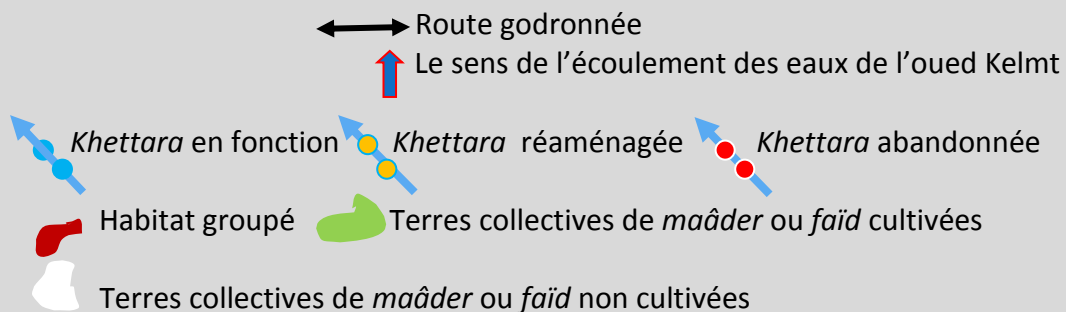 Route godronnée
Le sens de l’écoulement des eaux de l’oued Kelmt
Khettara en fonction Khettara réaménagée Khettara abandonnée
Habitat groupé Terres collectives de maâder ou faïd cultivées
Terres collectives de maâder ou faïd non cultivées